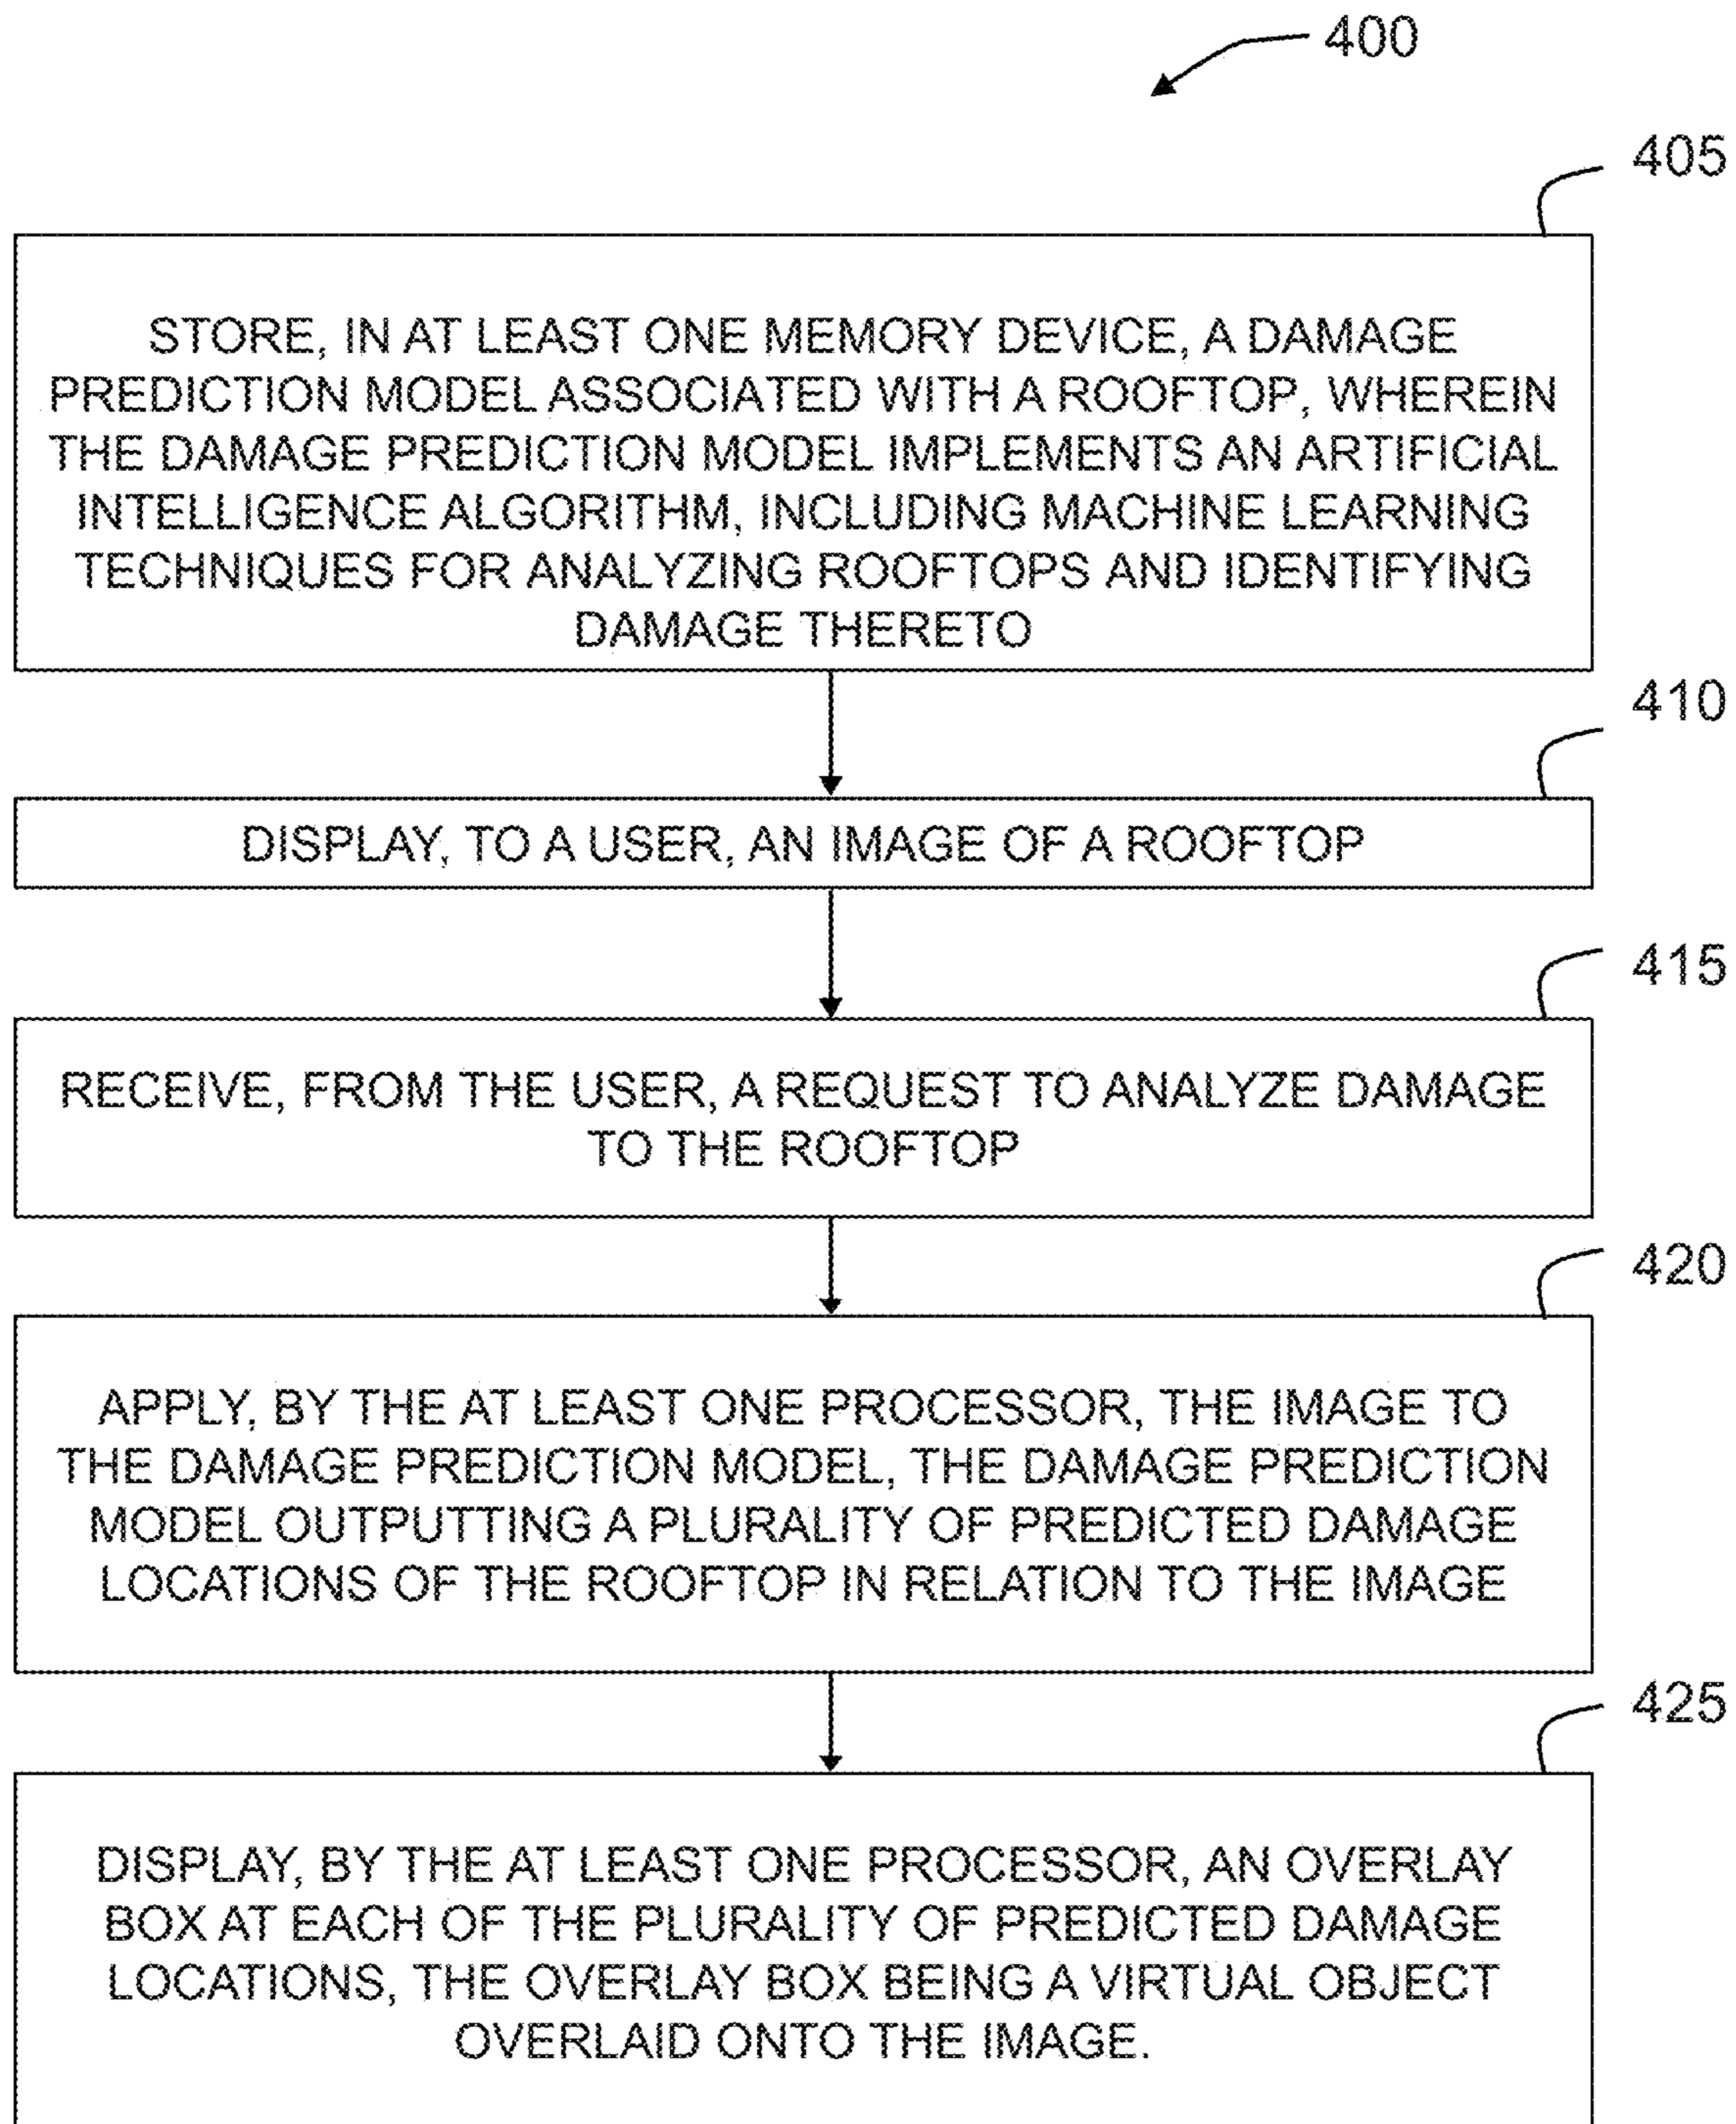 400
405
STORE, IN AT LEAST ONE MEMORY DEVICE, A DAMAGE
PREDICTION MODEL ASSOCIATED WITH A ROOFTOP, WHEREIN
THE DAMAGE PREDICTION MODEL IMPLEMENTS AN ARTIFICIAL
INTELLIGENCE ALGORITHM, INCLUDING MACHINE LEARNING
TECHNIQUES FOR ANALYZING ROOFTOPS AND IDENTIFYING
DAMAGE THERETO
410
DISPLAY, TO A USER, AN IMAGE OF A ROOFTOP
415
RECEIVE, FROM THE USER, A REQUEST TO ANALYZE DAMAGE
TO THE ROOFTOP
420
APPLY, BY THE AT LEAST ONE PROCESSOR, THE IMAGE TO
THE DAMAGE PREDICTION MODEL, THE DAMAGE PREDICTION
MODEL OUTPUTTING A PLURALITY OF PREDICTED DAMAGE
LOCATIONS OF THE ROOFTOP IN RELATION TO THE IMAGE
425
DISPLAY, BY THE AT LEAST ONE PROCESSOR, AN OVERLAY
BOX AT EACH OF THE PLURALITY OF PREDICTED DAMAGE
LOCATIONS, THE OVERLAY BOX BEING A VIRTUAL OBJECT
OVERLAID ONTO THE IMAGE.